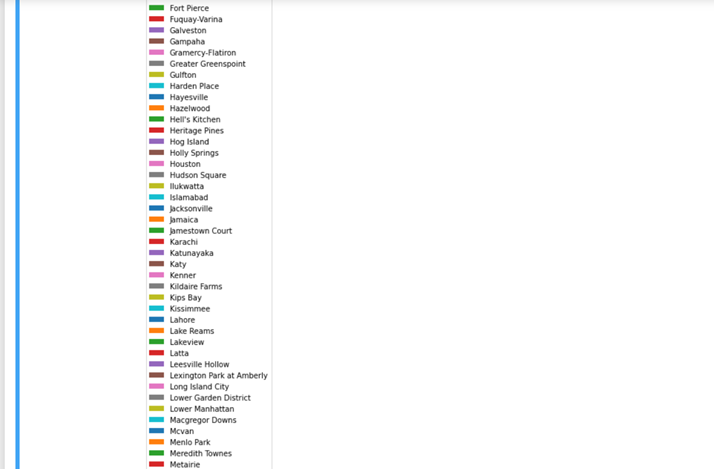 Fort Pierce
Fuquay-Varina
Galveston
Gampaha
Gramercy-Flatiron
Greater Greenspoint
Gulfton
Harden Place
Hayesville
Hazelwood
Hell's Kitchen
Heritage Pines
Hog Island
Holly Springs
Houston
Hudson Square
Ilukwatta
Islamabad
Jacksonville
Jamaica
Jamestown Court
Karachi
Katunayaka
Katy
Kenner
Kildaire Farms
Kips Bay
Kissimmee
Lahore
Lake Reams
Lakeview
Latta
Leesville Hollow
Lexington Park at Amberly
Long Island City
Lower Garden District
Lower Manhattan
Macgregor Downs
Mcvan
Menlo Park
Meredith Townes
Metairie